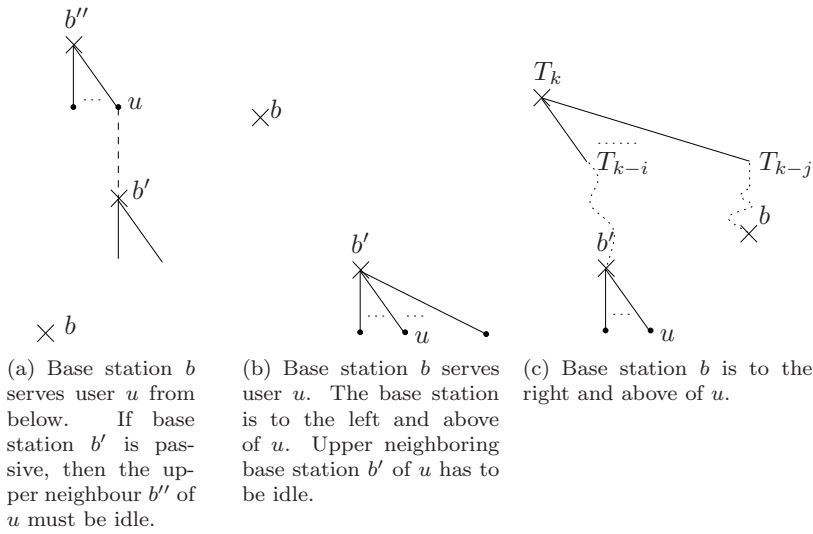 b′′
u
b′
b
(a) Base station b
serves user u from
below. If base
station b′ is pas-
sive, then the up-
per neighbour b′′ of
u must be idle.
b
b′
u
(b) Base station b serves
user u. The base station
is to the left and above
of u. Upper neighboring
base station b′ of u has to
be idle.
T_k
T_{k−i}
T_{k−j}
b
b′
u
(c) Base station b is to the
right and above of u.